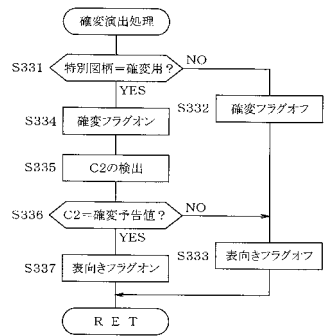 確変演出処理
S331
特別図柄＝確変用？
NO
YES
S334
確変フラグオン
S332
確変フラグオフ
S335
C2の検出
S336
C2＝確変予告値？
NO
YES
S337
表向きフラグオン
S333
裏向きフラグオフ
RET